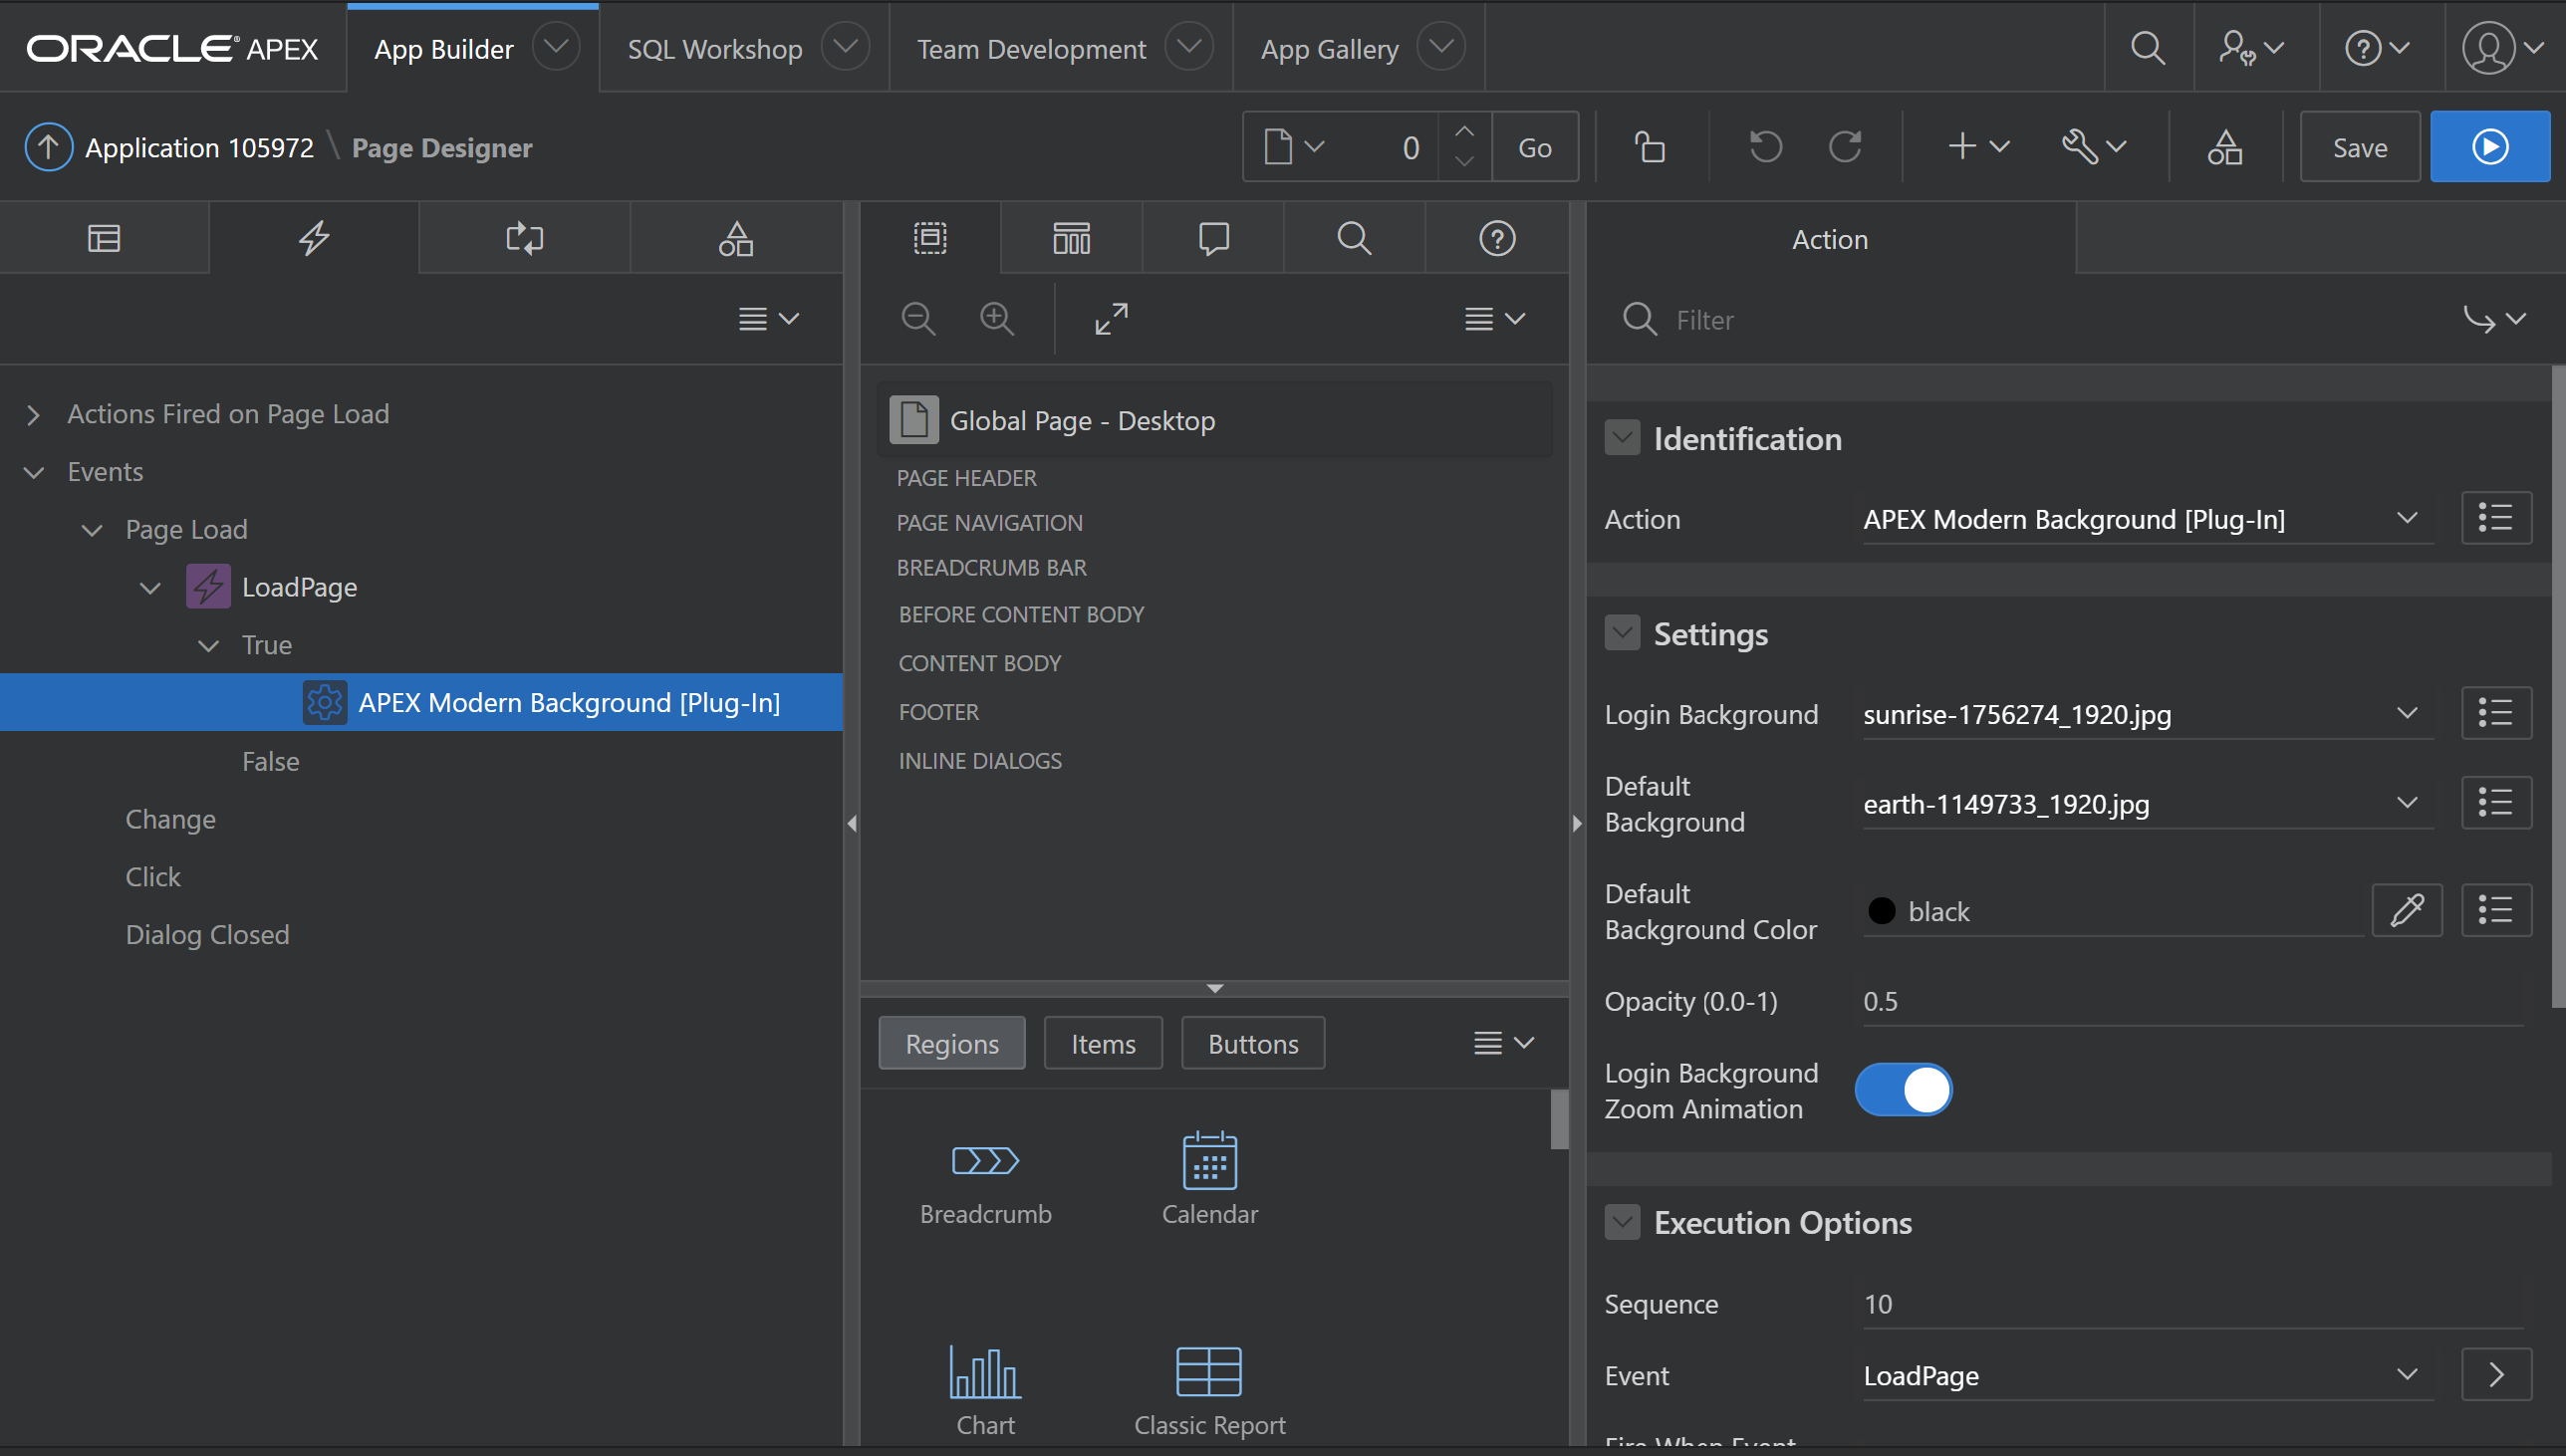 ORACLE® APEX
App Builder
SQL Workshop
Team Development
App Gallery
Application 105972 \ Page Designer
0
Go
Save
Actions Fired on Page Load
Events
Page Load
LoadPage
True
APEX Modern Background [Plug-In]
False
Change
Click
Dialog Closed
Global Page - Desktop
PAGE HEADER
PAGE NAVIGATION
BREADCRUMB BAR
BEFORE CONTENT BODY
CONTENT BODY
FOOTER
INLINE DIALOGS
Regions
Items
Buttons
Breadcrumb
Calendar
Chart
Classic Report
Action
Filter
Identification
Action
APEX Modern Background [Plug-In]
Settings
Login Background
sunrise-1756274_1920.jpg
Default
Background
earth-1149733_1920.jpg
Default
Background Color
black
Opacity (0.0-1)
0.5
Login Background
Zoom Animation
Execution Options
Sequence
10
Event
LoadPage
Fire When Event